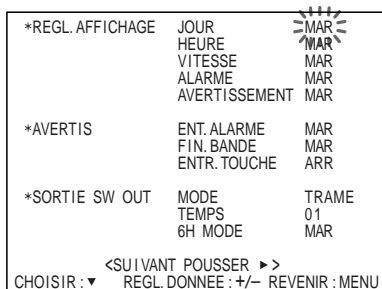 *REGL.AFFICHAGE JOUR MAR
HEURE MAR
VITESSE MAR
ALARME MAR
AVERTISSEMENT MAR
*AVERTIS ENT.ALARME MAR
FIN.BANDE MAR
ENTR.TOUCHE ARR
*SORTIE SW OUT MODE TRAME
TEMPS 01
6H MODE MAR
<SUIVANT POUSSER ►>
CHOISIR:▼ REGL.DONNEE:+/– REVENIR:MENU